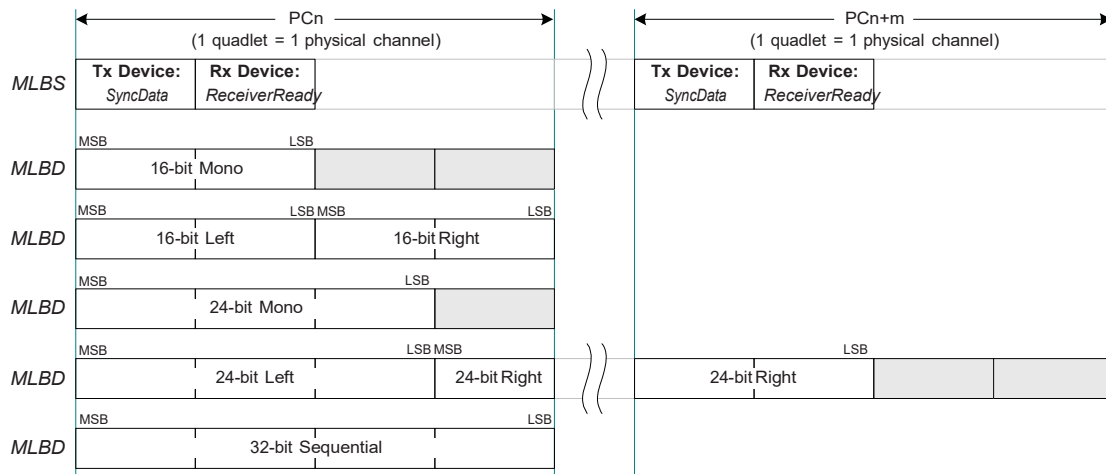 PCn PCn+m
(1 quadlet = 1 physical channel) (1 quadlet = 1 physical channel)
MLBS Tx Device: Rx Device: Tx Device: Rx Device:
SyncData ReceiverReady SyncData ReceiverReady
MSB LSB
MLBD 16-bit Mono
MSB LSB MSB LSB
MLBD 16-bit Left 16-bit Right
MSB LSB
MLBD 24-bit Mono
MSB LSB MSB LSB
MLBD 24-bit Left 24-bit Right 24-bit Right
MSB LSB
MLBD 32-bit Sequential